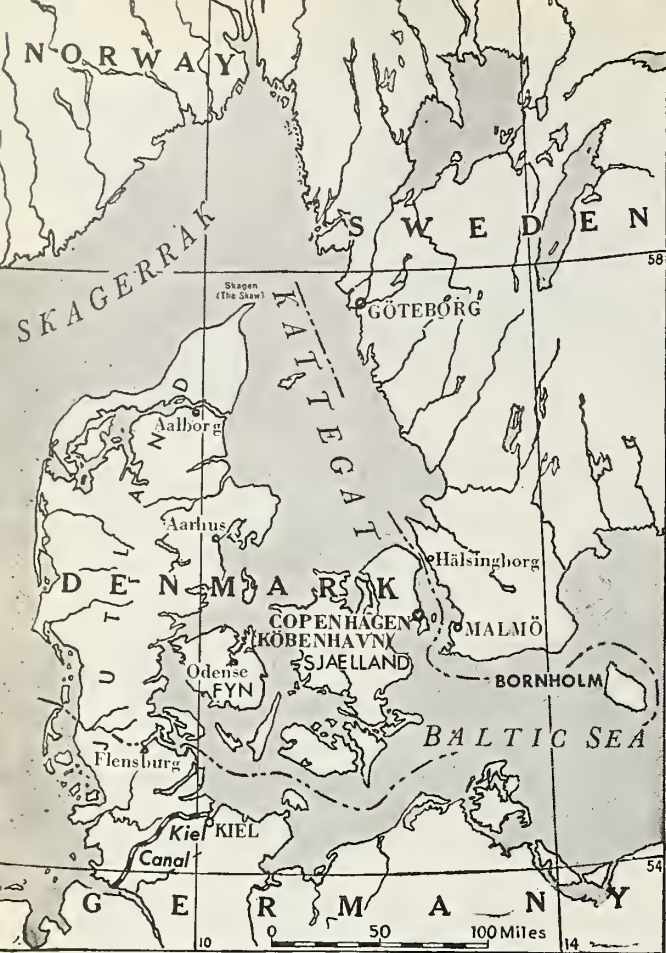 NORWAY
SWEDEN
58
SKAGERRAK
Skagen
(The Skaw)
KATTEGAT
GÖTEBORG
JUTLAND
Aalborg
Aarhus
Hälsingborg
DENMARK
COPENHAGEN
(KÖBENHAVN)
MALMÖ
SJAELLAND
Odense
FYN
BORNHOLM
BALTIC SEA
Flensburg
Kiel
Canal
KIEL
54
GERMANY
10
0
50
100 Miles
14